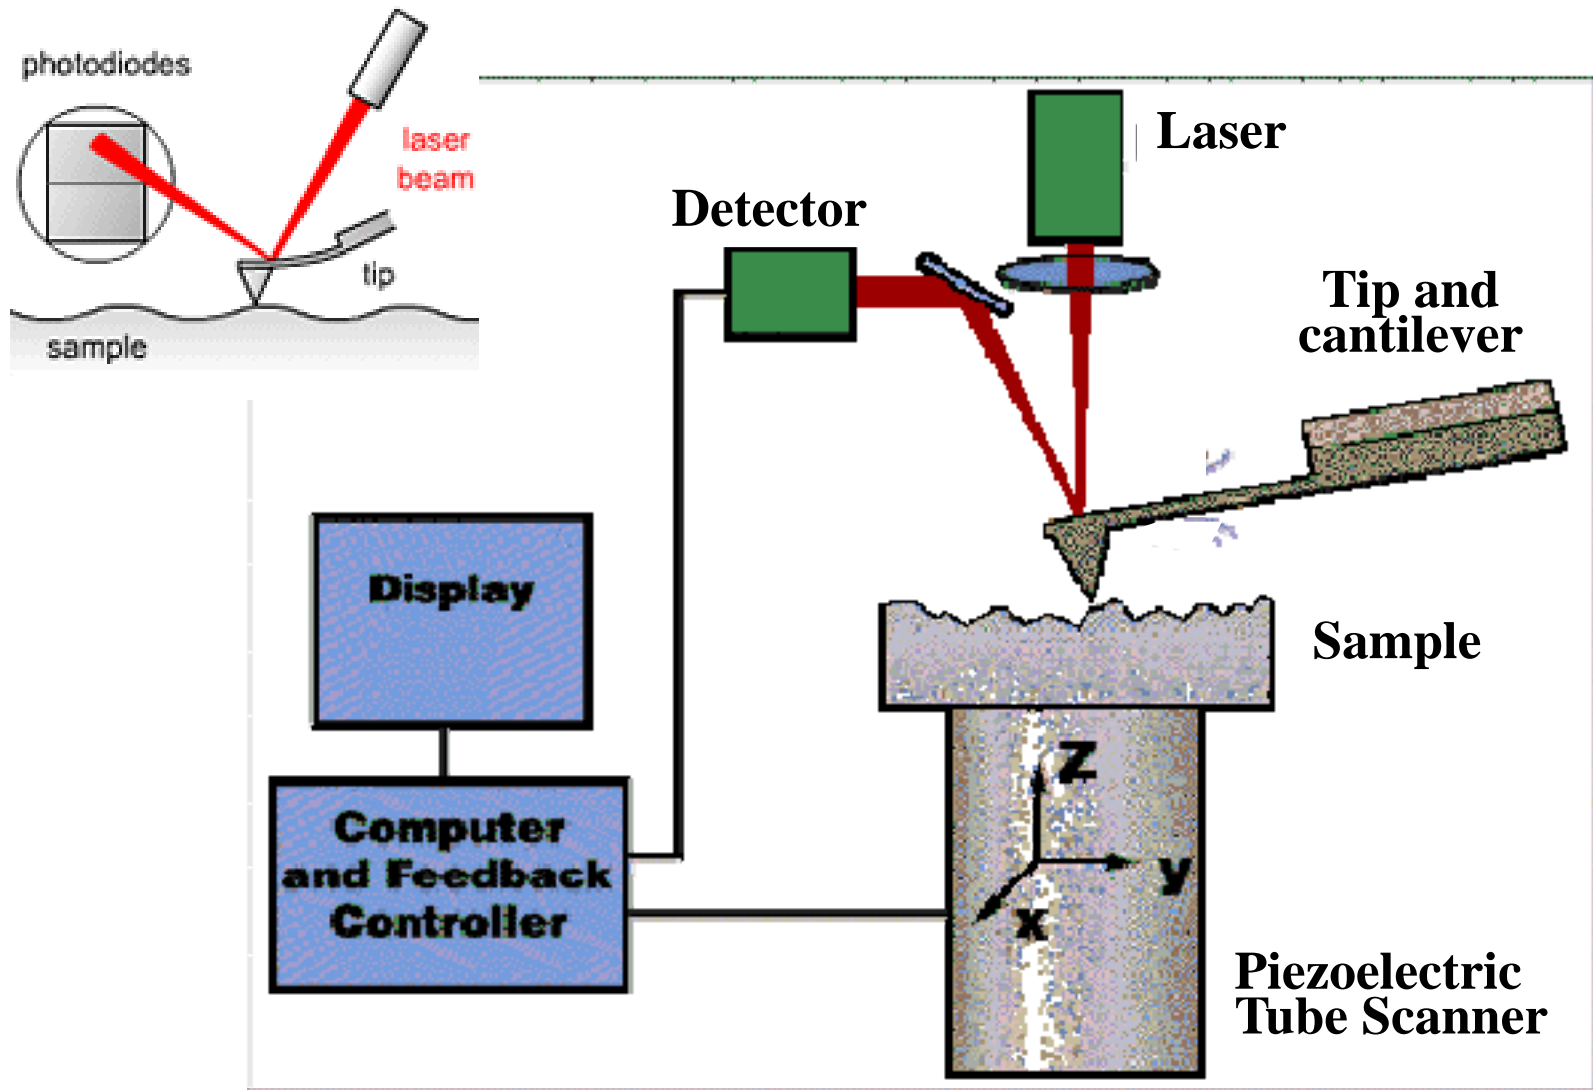 photodiodes
laser
beam
tip
sample
Laser
Detector
Tip and
cantilever
Display
Sample
Computer
and Feedback
Controller
z
y
x
Piezoelectric
Tube Scanner